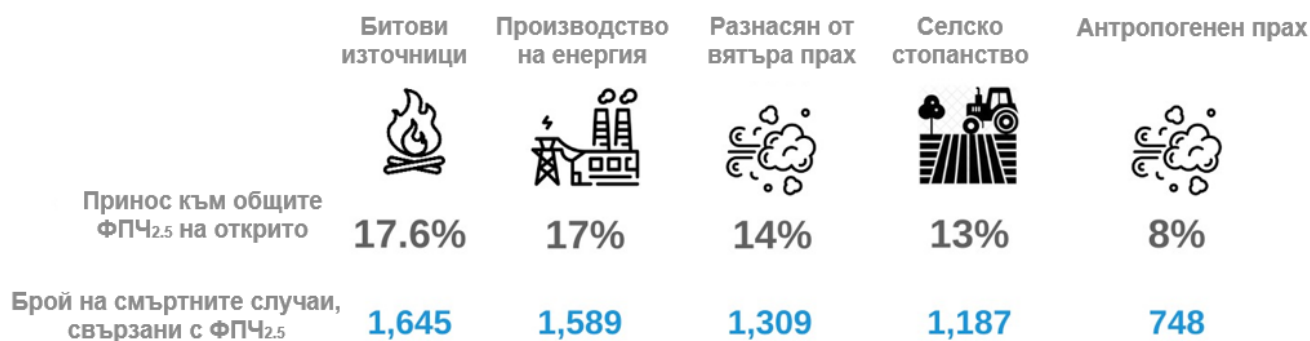 Битови
източници
Производство
на енергия
Разнасян от
вятъра прах
Селско
стопанство
Антропогенен прах
Принос към общите
ФПЧ2.5 на открито
17.6%
17%
14%
13%
8%
Брой на смъртните случаи,
свързани с ФПЧ2.5
1,645
1,589
1,309
1,187
748